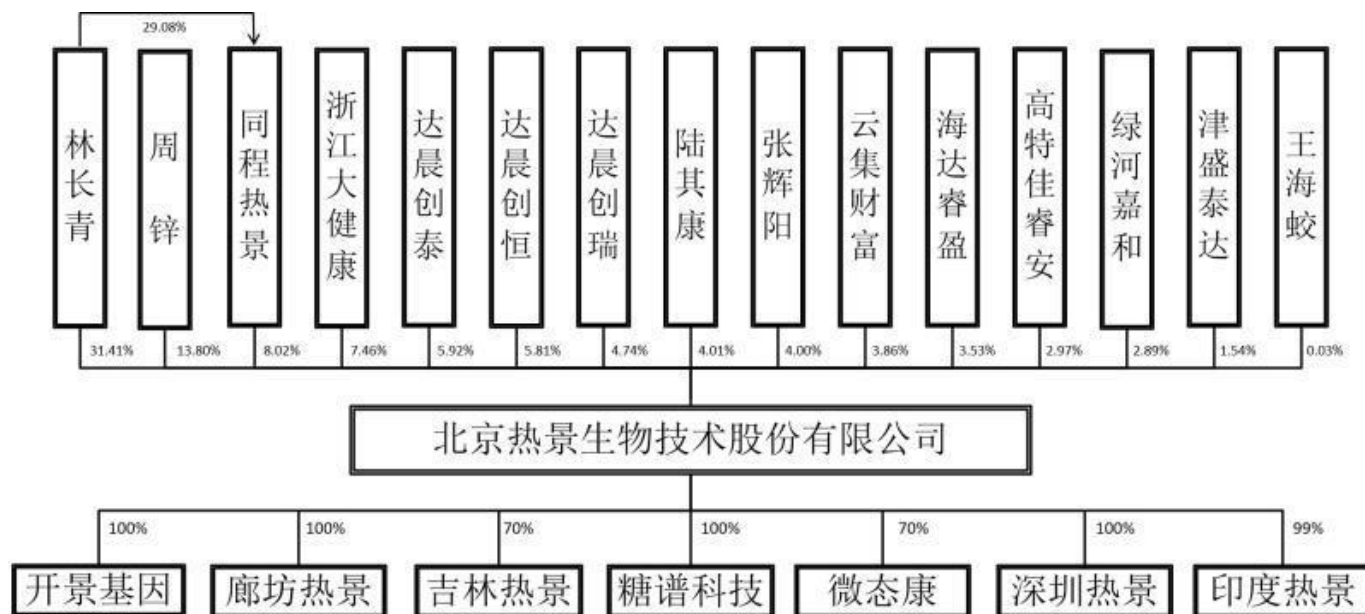 29.08%
林长青
周锌
同程热景
浙江大健康
达晨创泰
达晨创恒
达晨创瑞
陆其康
张辉阳
云集财富
海达睿盈
高特佳睿安
绿河嘉和
津盛泰达
王海蛟
31.41%
13.80%
8.02%
7.46%
5.92%
5.81%
4.74%
4.01%
4.00%
3.86%
3.53%
2.97%
2.89%
1.54%
0.03%
北京热景生物技术股份有限公司
100%
100%
70%
100%
70%
100%
99%
开景基因
廊坊热景
吉林热景
糖谱科技
微态康
深圳热景
印度热景